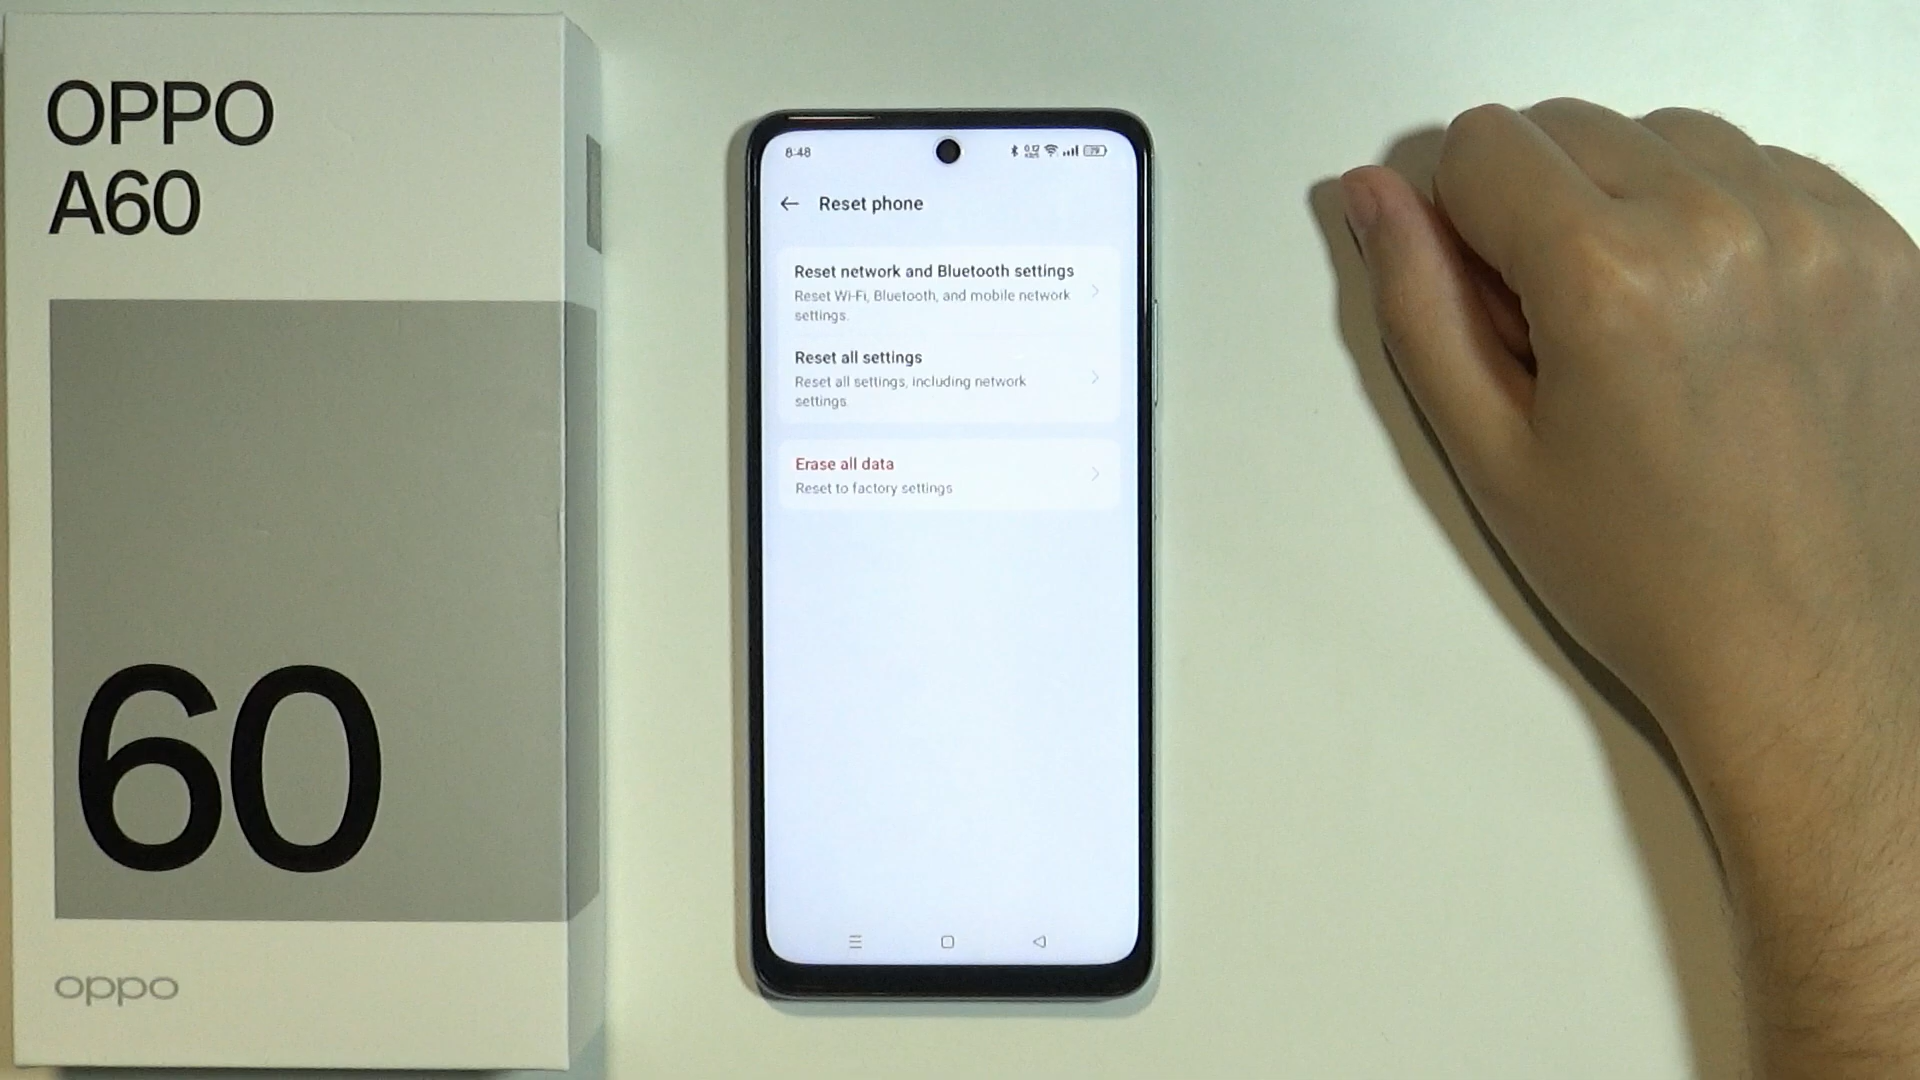 OPPO
A60
60
oppo
8:48
Reset phone
Reset network and Bluetooth settings
Reset Wi-Fi, Bluetooth, and mobile network
settings.
Reset all settings
Reset all settings, including network
settings.
Erase all data
Reset to factory settings